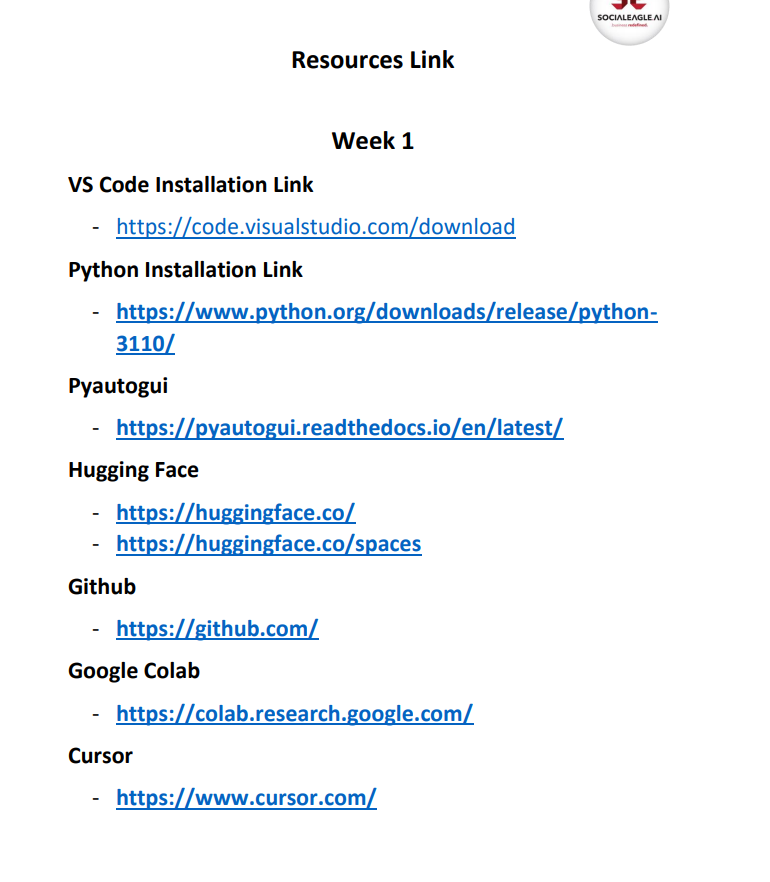 SOCIALEAGLE AI
business redefined.
Resources Link
Week 1
VS Code Installation Link
- https://code.visualstudio.com/download
Python Installation Link
- https://www.python.org/downloads/release/python-
3110/
Pyautogui
- https://pyautogui.readthedocs.io/en/latest/
Hugging Face
- https://huggingface.co/
- https://huggingface.co/spaces
Github
- https://github.com/
Google Colab
- https://colab.research.google.com/
Cursor
- https://www.cursor.com/